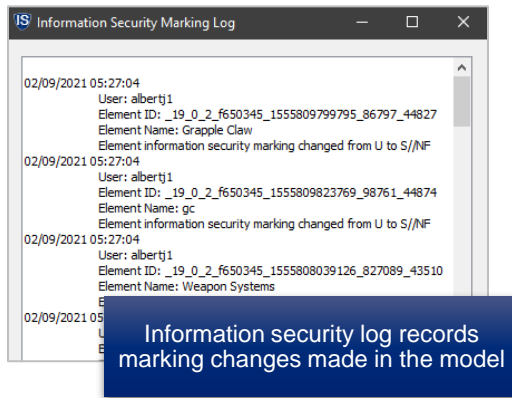 IS Information Security Marking Log
02/09/2021 05:27:04
User: albertj1
Element ID: _19_0_2_f650345_1555809799795_86797_44827
Element Name: Grapple Claw
Element information security marking changed from U to S//NF
02/09/2021 05:27:04
User: albertj1
Element ID: _19_0_2_f650345_1555809823769_98761_44874
Element Name: gc
Element information security marking changed from U to S//NF
02/09/2021 05:27:04
User: albertj1
Element ID: _19_0_2_f650345_1555808039126_827089_43510
Element Name: Weapon Systems
02/09/2021 05
Information security log records
marking changes made in the model